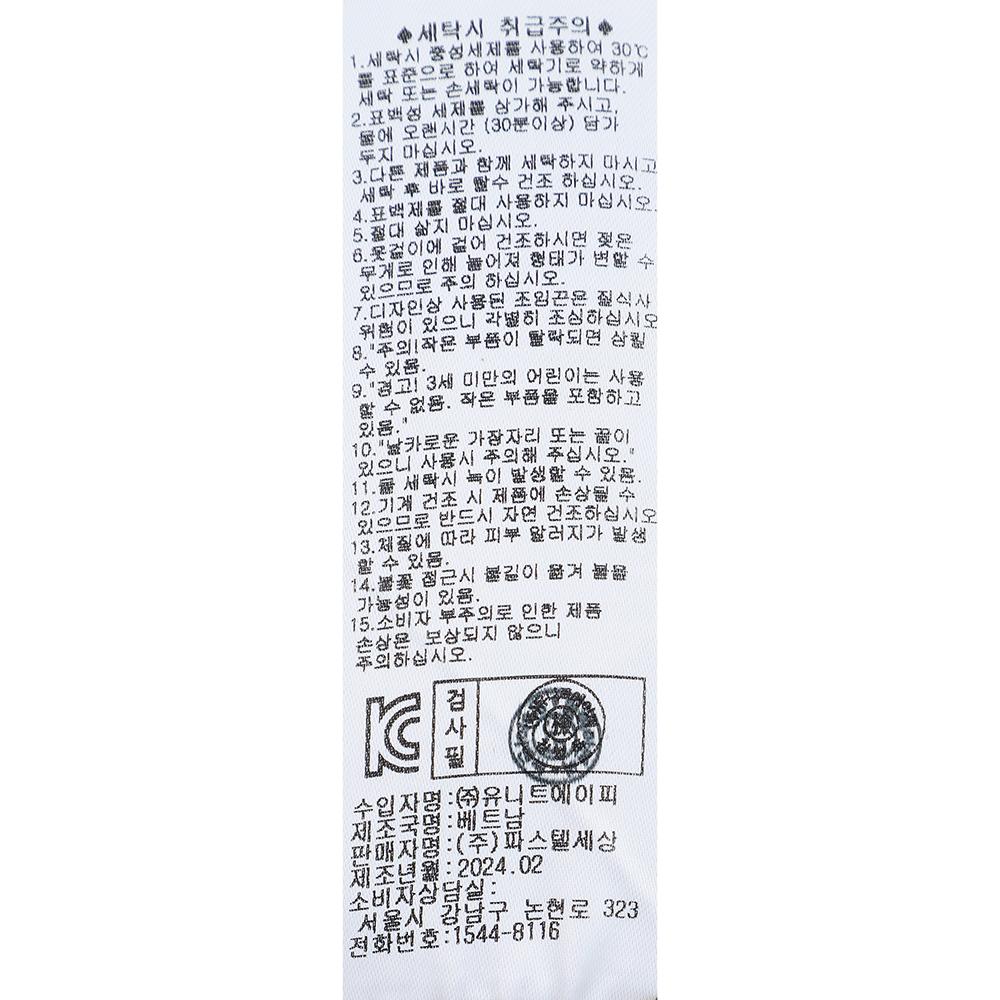 ◆세탁시 취급주의◆
1.세탁시 중성세제를 사용하여 30℃
를 표준으로 하여 세탁기로 약하게
세탁 또는 손세탁이 가능합니다.
2.표백성 세제를 삼가해 주시고,
물에 오랜시간 (30분이상) 담가
두지 마십시오.
3.다른 제품과 함께 세탁하지 마시고
세탁 후 바로 탈수 건조 하십시오.
4.표백제를 절대 사용하지 마십시오.
5.절대 삶지 마십시오.
6.옷걸이에 걸어 건조하시면 젖은
무게로 인해 늘어져 형태가 변할 수
있으므로 주의 하십시오.
7.디자인상 사용된 조임끈은 질식사
위험이 있으니 각별히 조심하십시오
8."주의!작은 부품이 탈락되면 삼킬
수 있음.
9."경고! 3세 미만의 어린이는 사용
할 수 없음. 작은 부품을 포함하고
있음."
10."날카로운 가장자리 또는 끝이
있으니 사용시 주의해 주십시오."
11.물 세탁시 녹이 발생할 수 있음.
12.기계 건조 시 제품에 손상될 수
있으므로 반드시 자연 건조하십시오
13.체질에 따라 피부 알러지가 발생
할 수 있음.
14.불꽃 접근시 불길이 옮겨 붙을
가능성이 있음.
15.소비자 부주의로 인한 제품
손상은 보상되지 않으니
주의하십시오.
KC
검사필
수입자명:㈜유니트에이피
제조국명:베트남
판매자명:(주)파스텔세상
제조년월:2024.02
소비자상담실:
서울시 강남구 논현로 323
전화번호:1544-8116